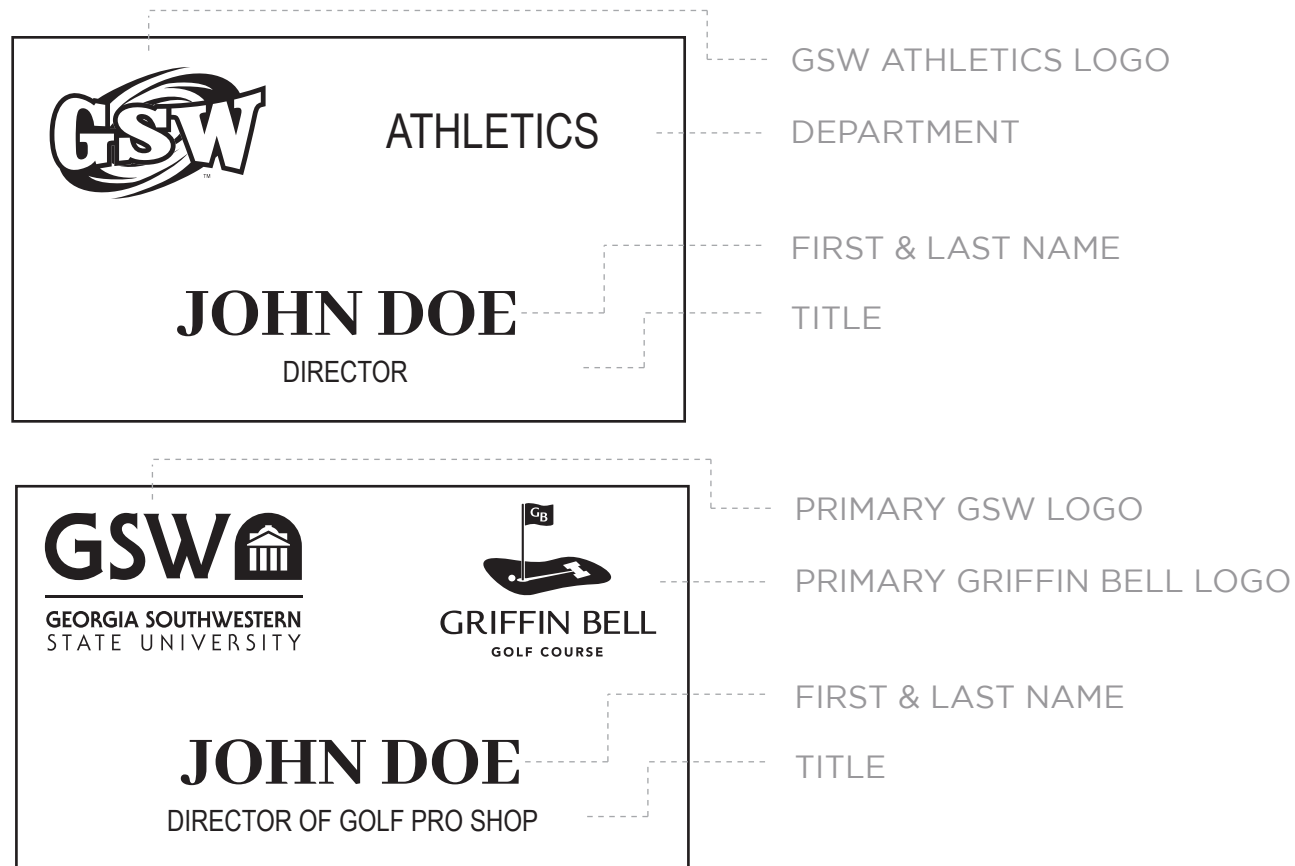 GSW ATHLETICS LOGO
GSW
™
ATHLETICS
DEPARTMENT
FIRST & LAST NAME
JOHN DOE
TITLE
DIRECTOR
PRIMARY GSW LOGO
GSW
GB
PRIMARY GRIFFIN BELL LOGO
GEORGIA SOUTHWESTERN
STATE UNIVERSITY
GRIFFIN BELL
GOLF COURSE
FIRST & LAST NAME
JOHN DOE
TITLE
DIRECTOR OF GOLF PRO SHOP